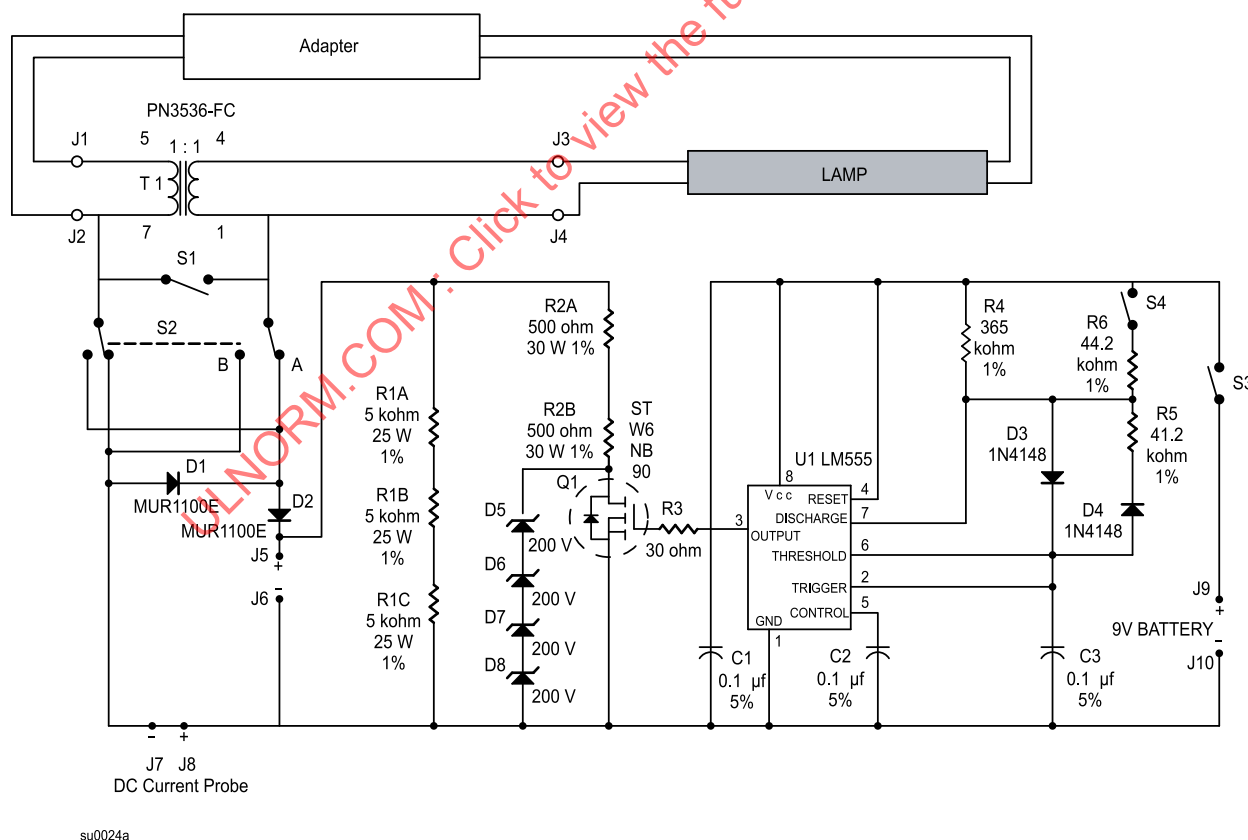 Adapter
PN3536-FC
J1
5
1 : 1
4
J3
T 1
LAMP
J2
7
1
J4
S1
S2
B
A
D1
MUR1100E
D2
MUR1100E
J5
+
-
J6
R1A
5 kohm
25 W
1%
R1B
5 kohm
25 W
1%
R1C
5 kohm
25 W
1%
R2A
500 ohm
30 W 1%
R2B
500 ohm
30 W 1%
ST
W6
NB
90
Q1
D5
200 V
D6
200 V
D7
200 V
D8
200 V
R3
30 ohm
U1 LM555
8
Vcc
RESET
4
DISCHARGE
7
3
OUTPUT
THRESHOLD
6
TRIGGER
2
CONTROL
5
GND
1
R4
365
kohm
1%
S4
R6
44.2
kohm
1%
S3
D3
1N4148
R5
41.2
kohm
1%
D4
1N4148
C1
0.1 µf
5%
C2
0.1 µf
5%
C3
0.1 µf
5%
J9
+
9V BATTERY
-
J10
- +
J7 J8
DC Current Probe
su0024a
ULNORM.COM : Click to view the fu